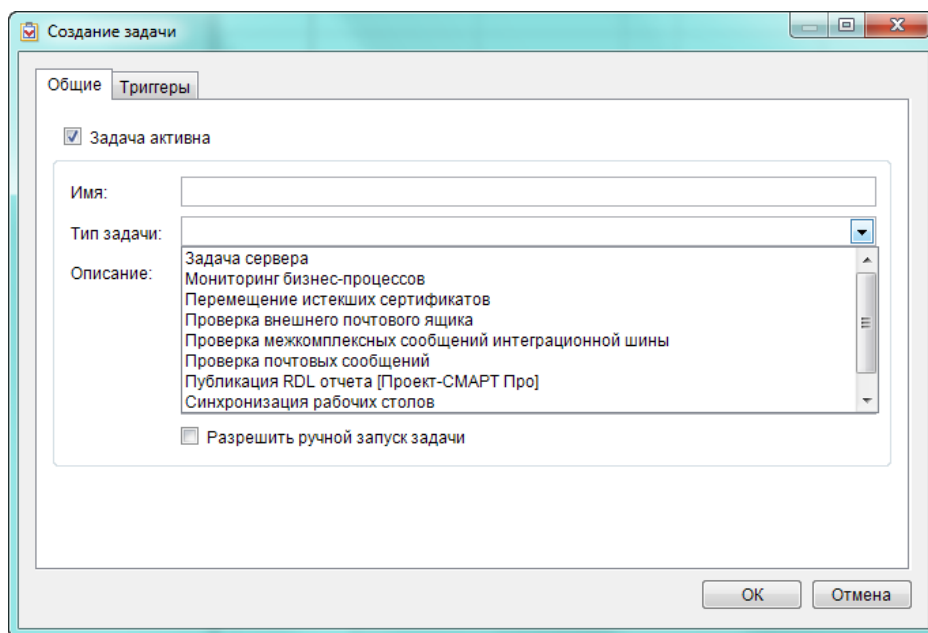 Создание задачи
Общие Триггеры
Задача активна
Имя:
Тип задачи:
Описание:
Задача сервера
Мониторинг бизнес-процессов
Перемещение истекших сертификатов
Проверка внешнего почтового ящика
Проверка межкомплексных сообщений интеграционной шины
Проверка почтовых сообщений
Публикация RDL отчета [Проект-СМАРТ Про]
Синхронизация рабочих столов
Разрешить ручной запуск задачи
ОК Отмена